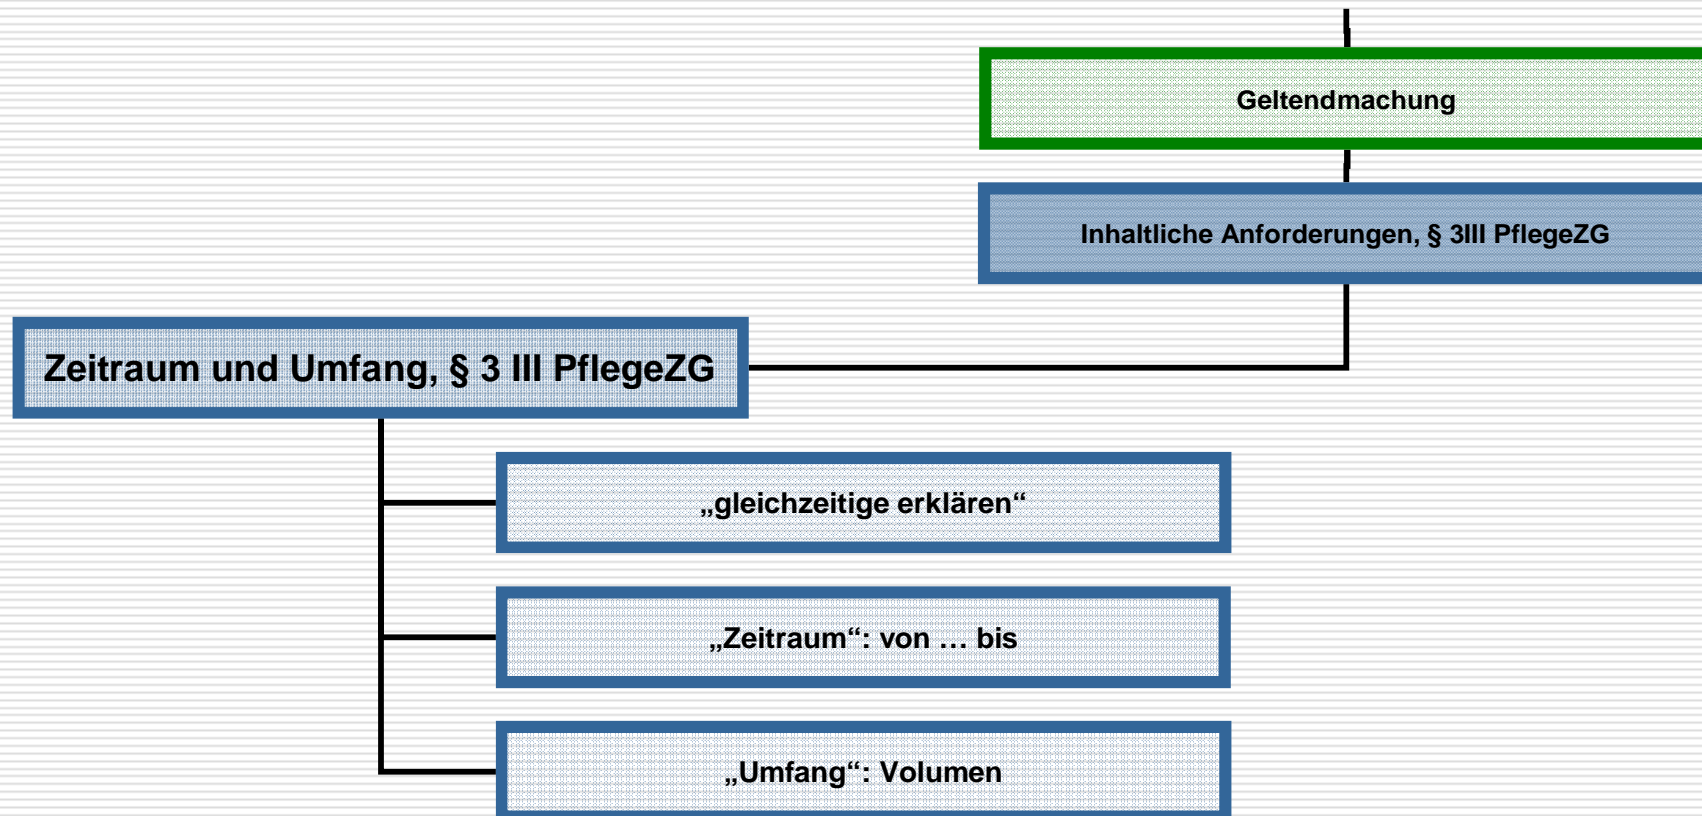 Geltendmachung
Inhaltliche Anforderungen, § 3III PflegeZG
Zeitraum und Umfang, § 3 III PflegeZG
„gleichzeitige erklären“
„Zeitraum“: von … bis
„Umfang“: Volumen